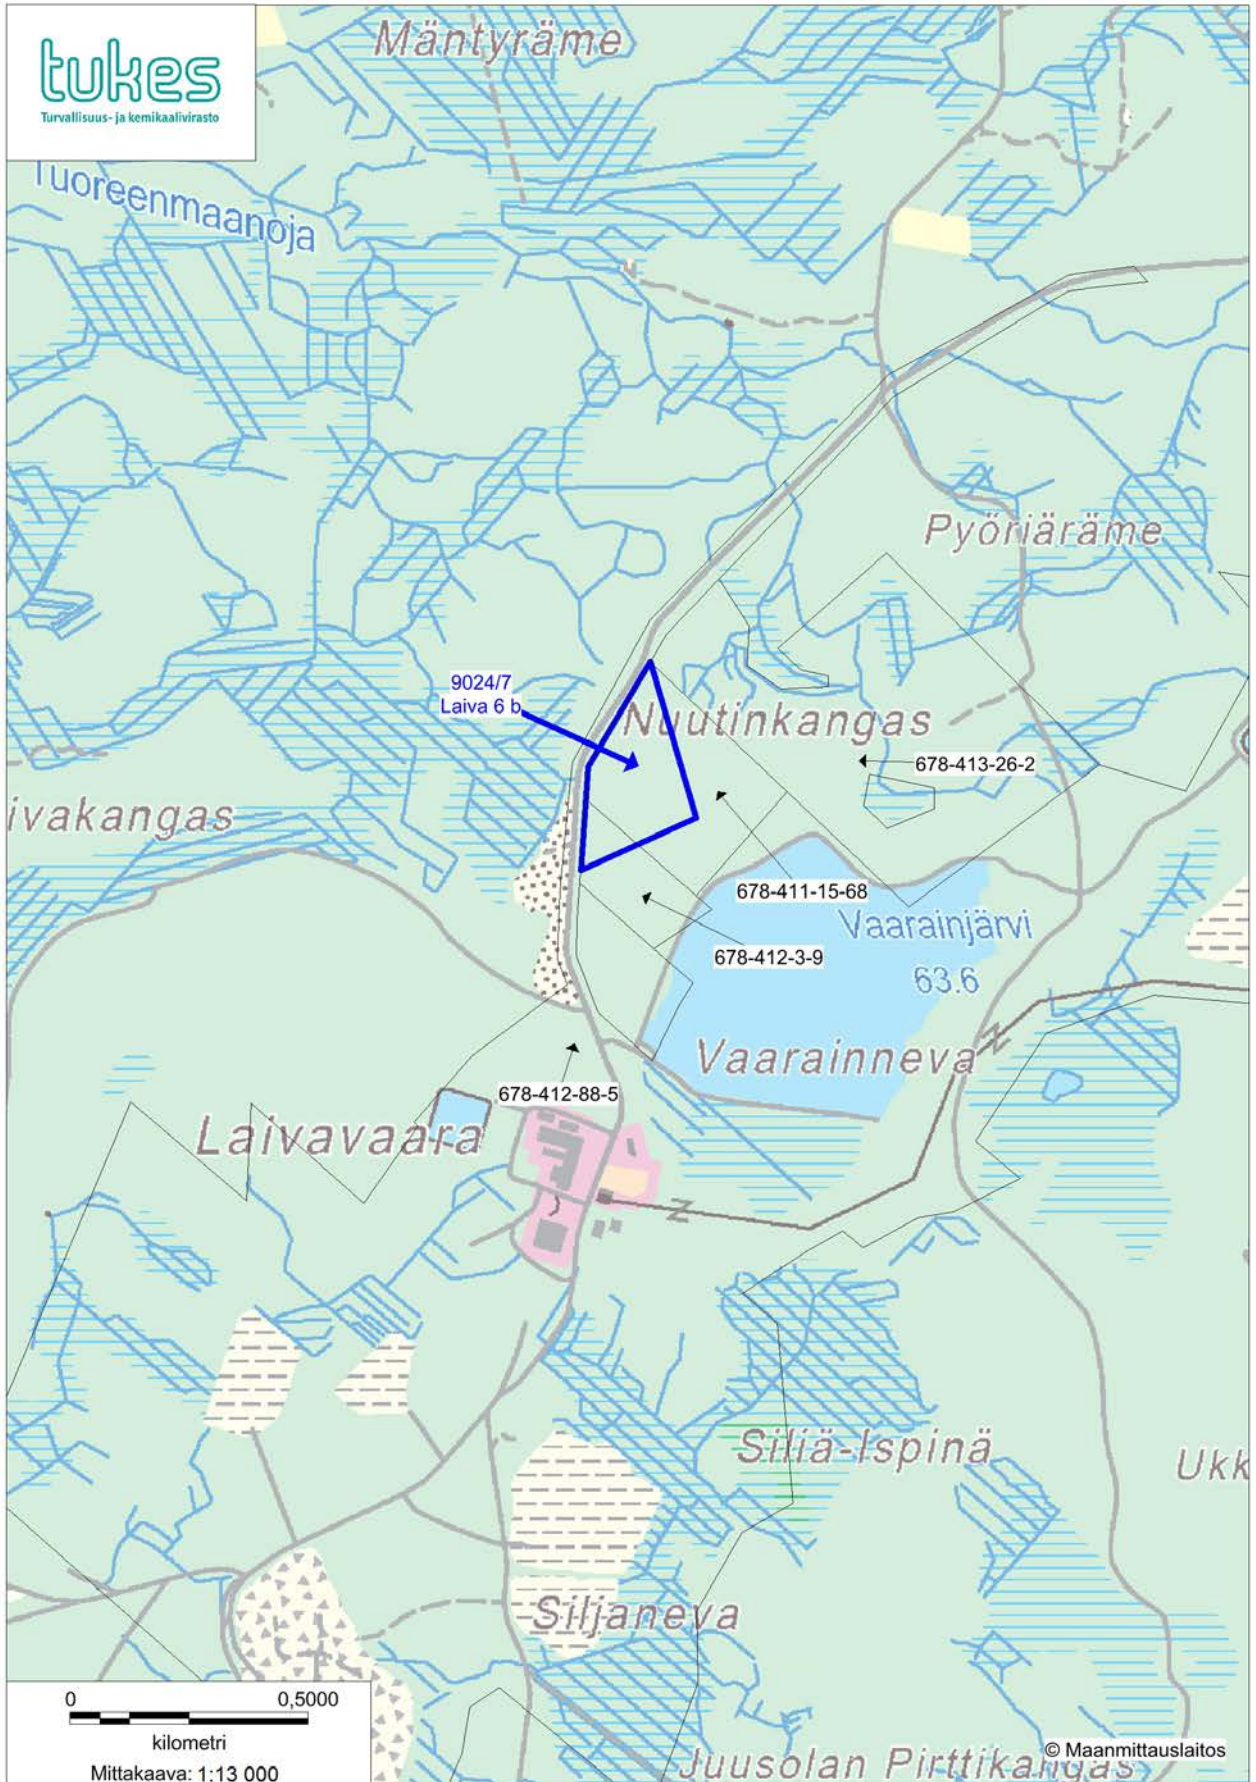 tukes
Turvallisuus- ja kemikaalivirasto
Mäntyräme
Tuoreenmaanoja
Pyöriäräme
9024/7
Laiva 6 b
Nuutinkangas
678-413-26-2
ivakangas
678-411-15-68
Vaarainjärvi
63.6
678-412-3-9
Vaarainneva
678-412-88-5
Laivavaara
Siliä-Ispinä
Ukk
Siljaneva
0 0,5000
kilometri
Mittakaava: 1:13 000
© Maanmittauslaitos
Juusolan Pirttikangas